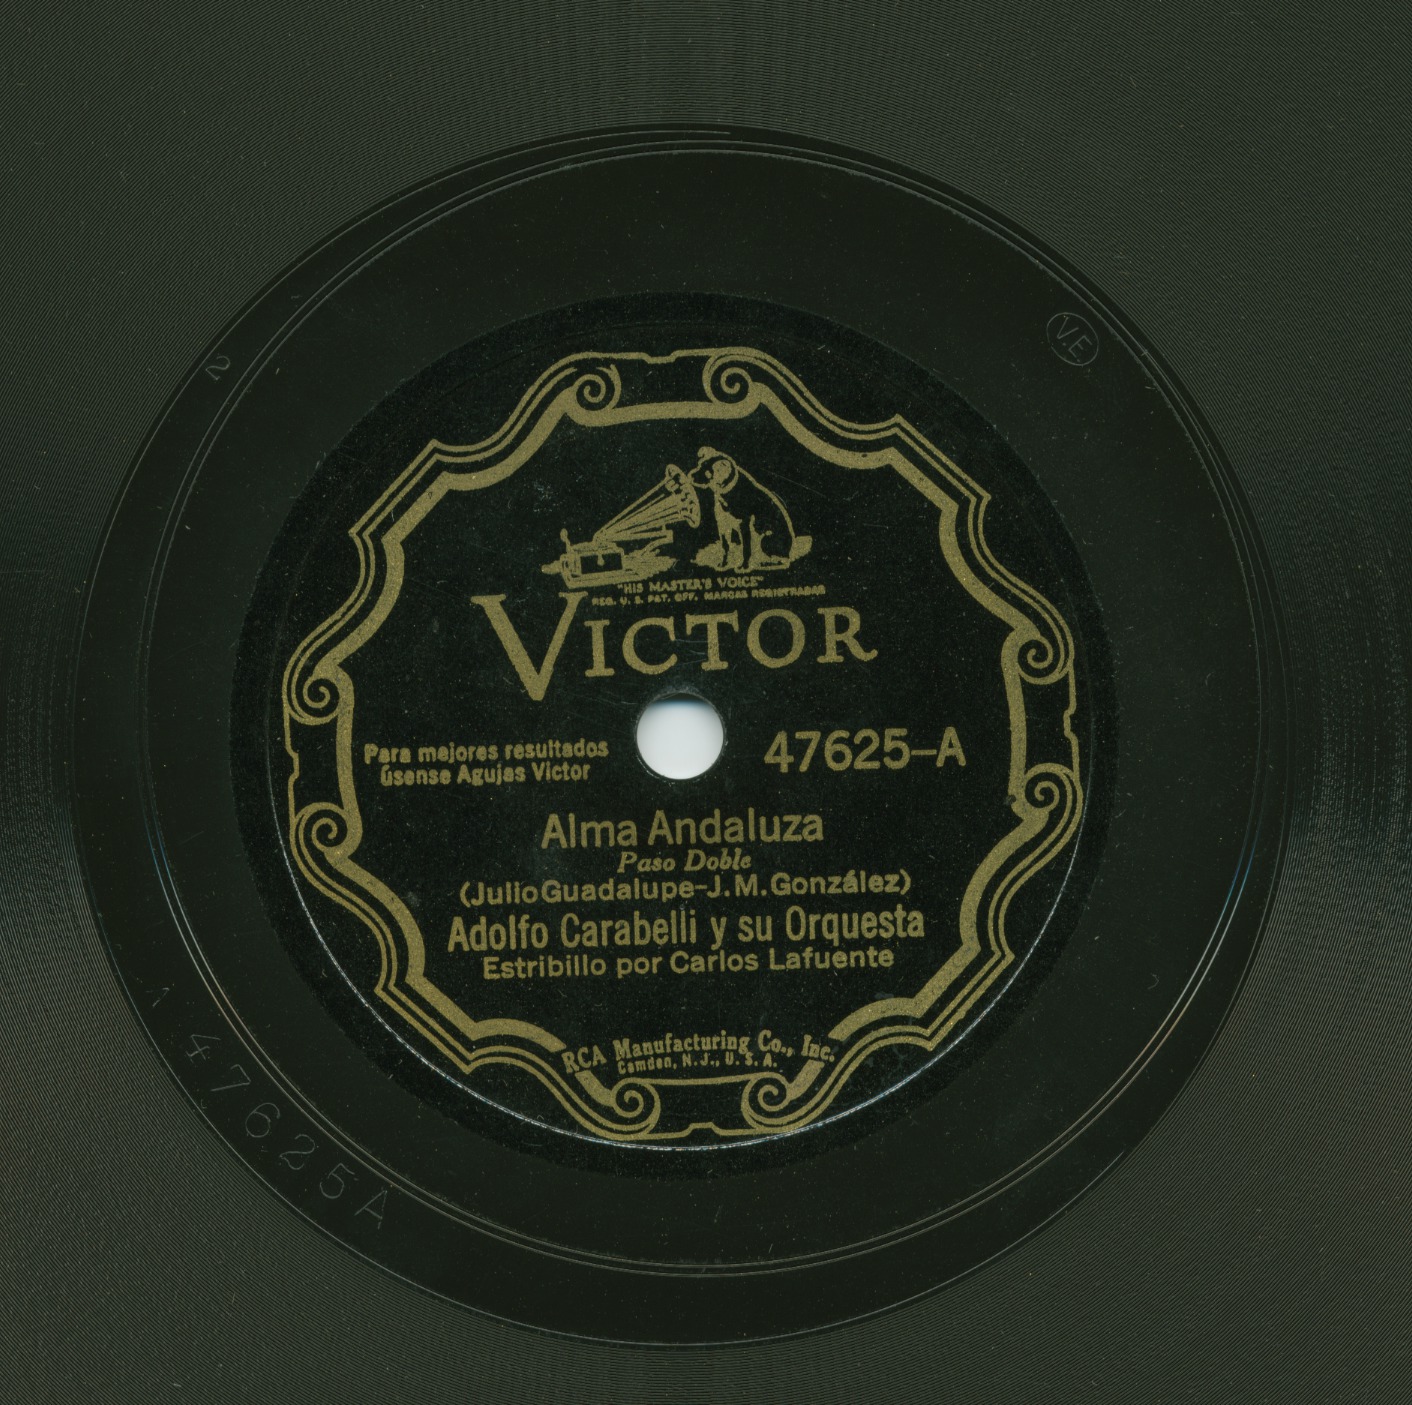 "HIS MASTER'S VOICE"
REG. U. S. PAT. OFF. MARCAS REGISTRADAS
VICTOR
Para mejores resultados
úsense Agujas Victor
47625-A
Alma Andaluza
Paso Doble
(Julio Guadalupe-J. M. González)
Adolfo Carabelli y su Orquesta
Estribillo por Carlos Lafuente
RCA Manufacturing Co., Inc.
Camden, N. J., U. S. A.
2
V.E
47625A